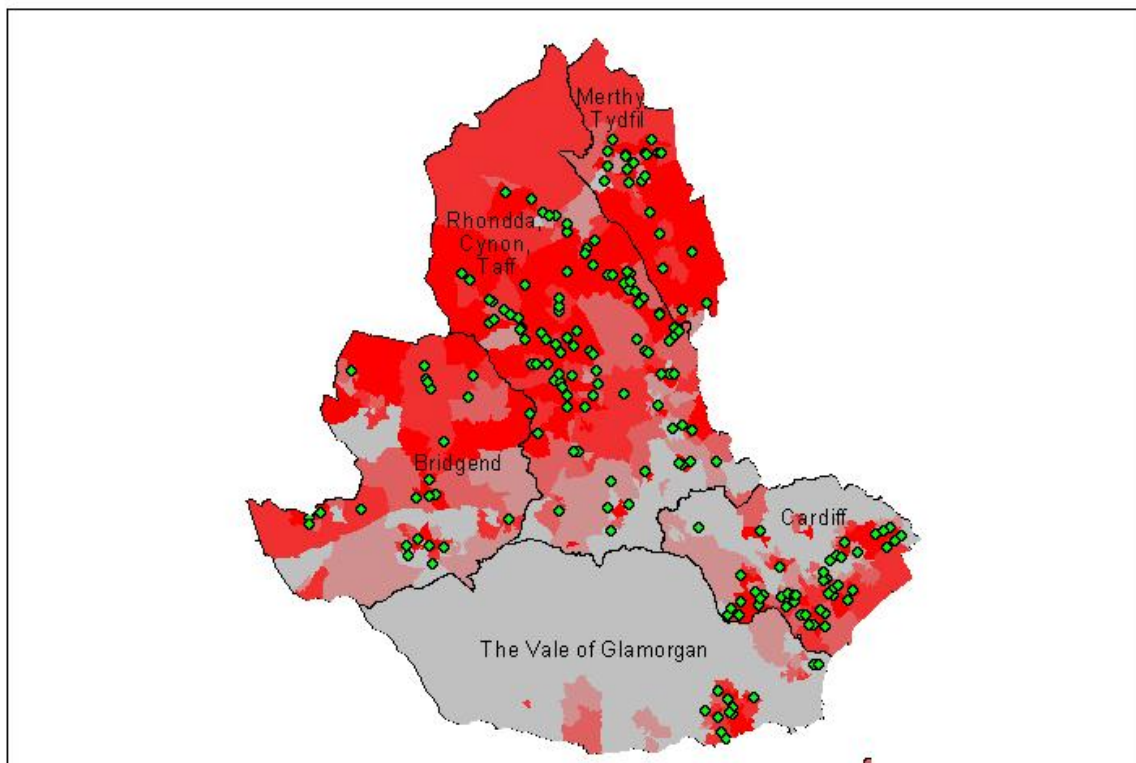 Merthy
Tydfil
Rhondda,
Cynon,
Taff
Bridgend
Cardiff
The Vale of Glamorgan